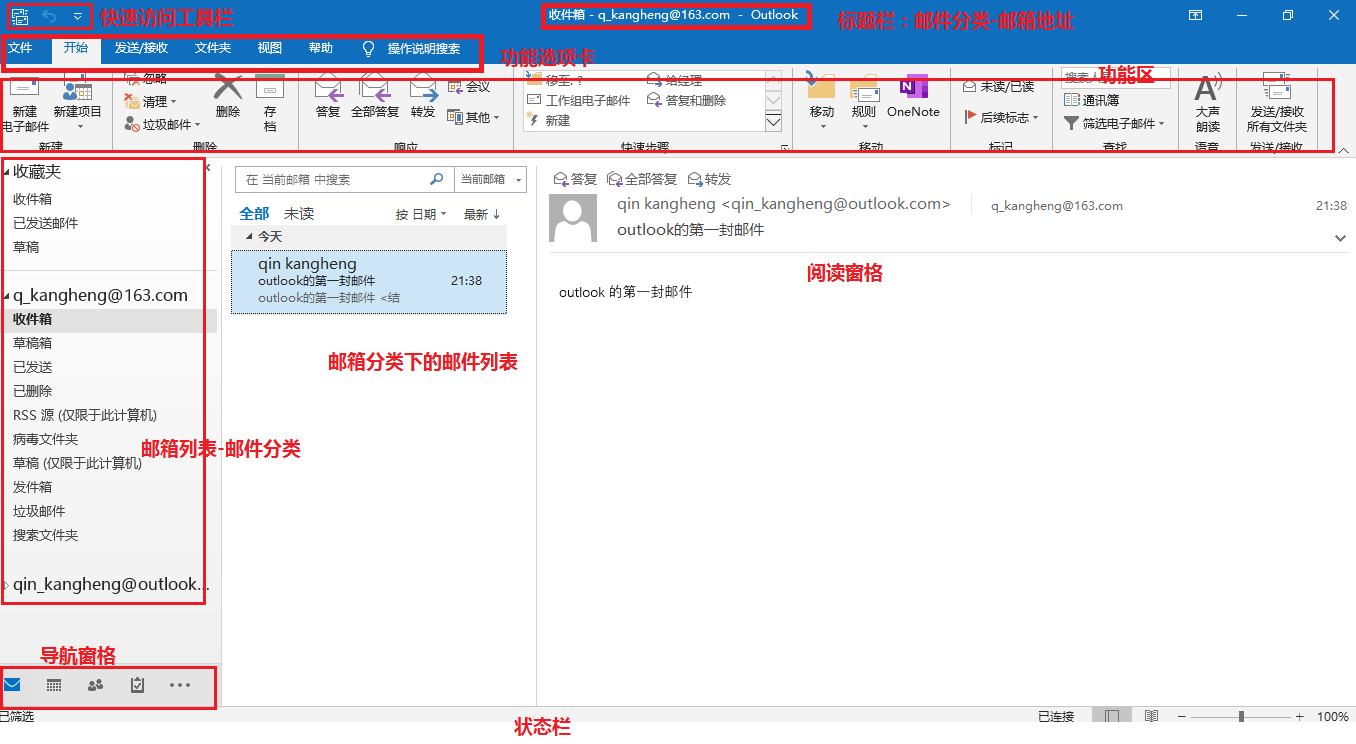 快速访问工具栏
收件箱 - q_kangheng@163.com - Outlook
标题栏：邮件分类-邮箱地址
文件 开始 发送/接收 文件夹 视图 帮助 操作说明搜索
功能选项卡
功能区
新建
电子邮件
新建项目
新建
忽略
清理
垃圾邮件
删除
存
档
删除
答复 全部答复 转发
会议
其他
响应
移至: ?
工作组电子邮件
新建
给经理
答复和删除
快速步骤
移动 规则 OneNote
移动
未读/已读
后续标志
标记
搜索人
通讯簿
筛选电子邮件
查找
大声
朗读
语音
发送/接收
所有文件夹
发送/接收
收藏夹
收件箱
已发送邮件
草稿
q_kangheng@163.com
收件箱
草稿箱
已发送
已删除
RSS 源 (仅限于此计算机)
病毒文件夹
邮箱列表-邮件分类
草稿 (仅限于此计算机)
发件箱
垃圾邮件
搜索文件夹
qin_kangheng@outlook...
导航窗格
在 当前邮箱 中搜索 当前邮箱
全部 未读 按 日期 最新 ↓
今天
qin kangheng
outlook的第一封邮件 21:38
outlook的第一封邮件 <结
邮箱分类下的邮件列表
答复 全部答复 转发
qin kangheng <qin_kangheng@outlook.com> q_kangheng@163.com 21:38
outlook的第一封邮件
阅读窗格
outlook 的第一封邮件
已筛选 已连接 100%
状态栏